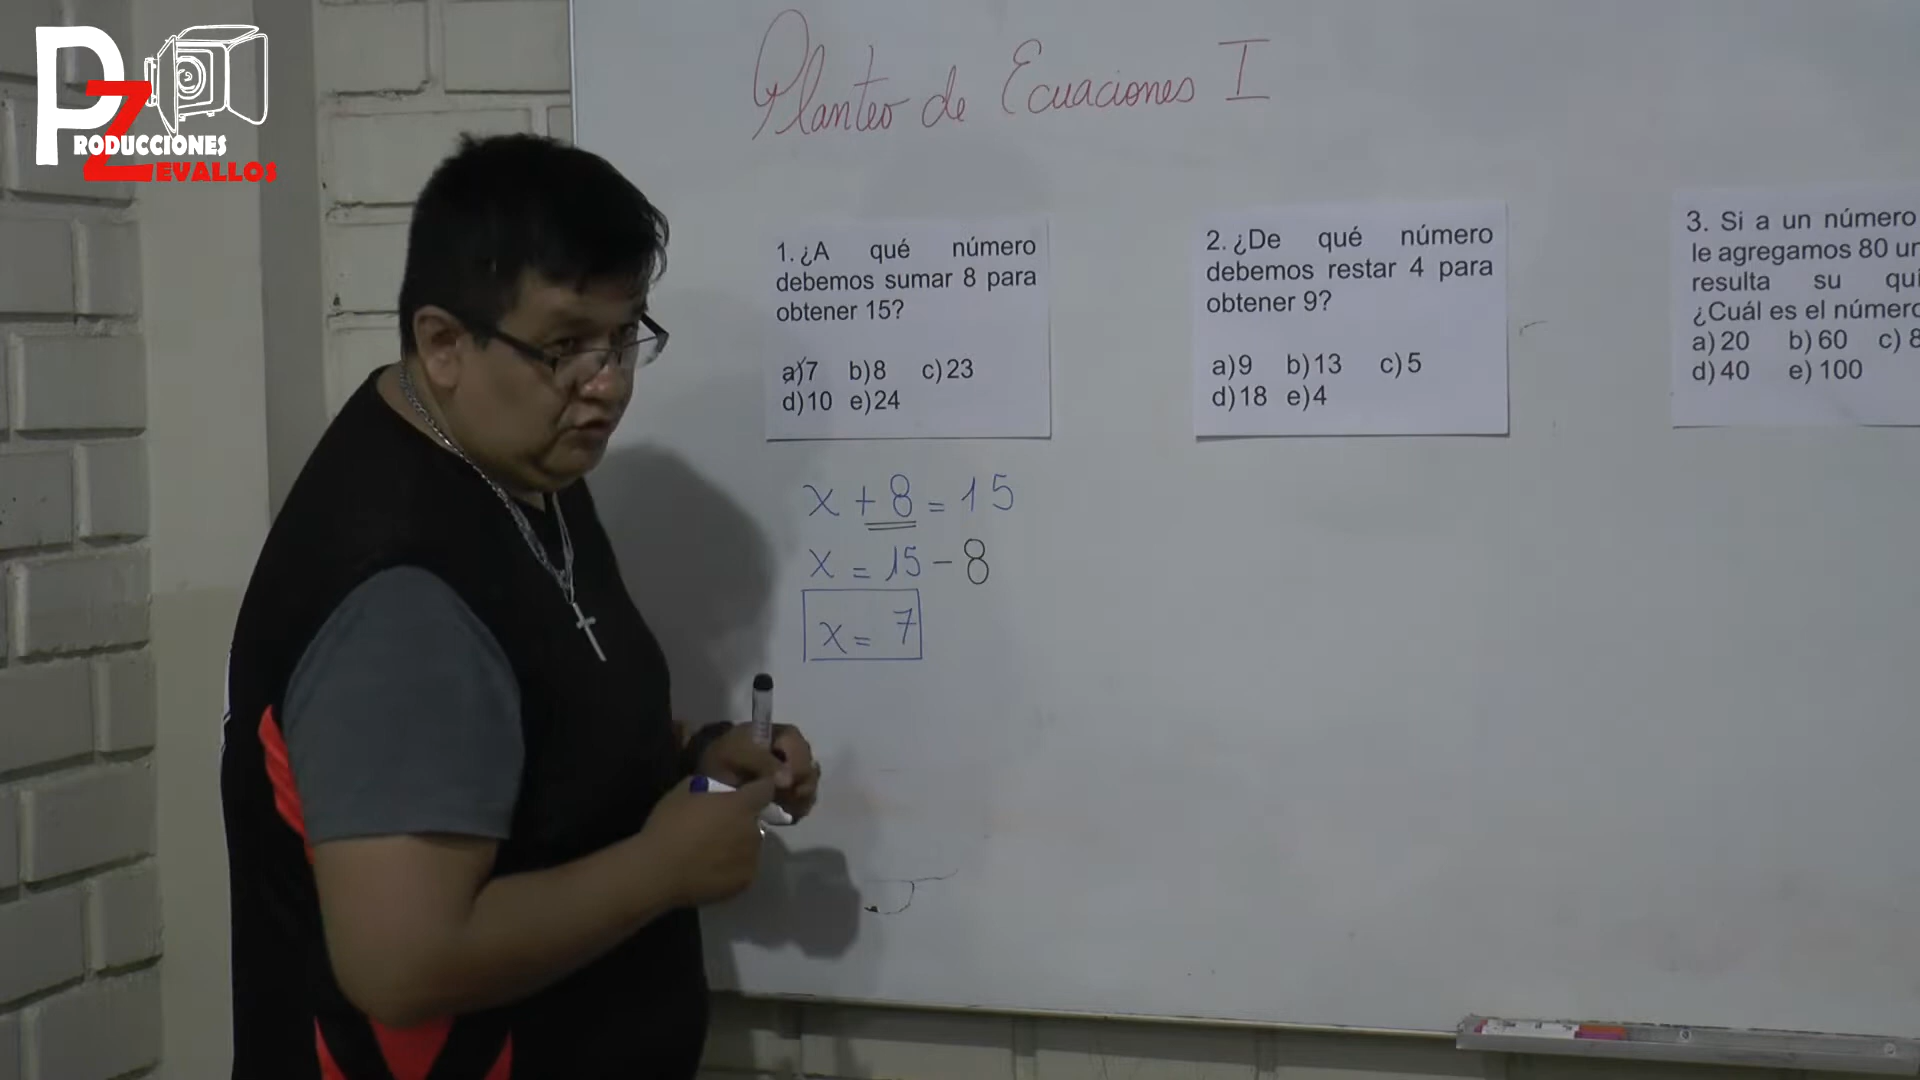 PRODUCCIONES
ZEVALLOS
Planteo de Ecuaciones I
1. ¿A qué número
debemos sumar 8 para
obtener 15?
a) 7 b) 8 c) 23
d) 10 e) 24
x + 8 = 15
x = 15 - 8
x = 7
2. ¿De qué número
debemos restar 4 para
obtener 9?
a) 9 b) 13 c) 5
d) 18 e) 4
3. Si a un número
le agregamos 80
resulta su
¿Cuál es el número
a) 20 b) 60 c)
d) 40 e) 100